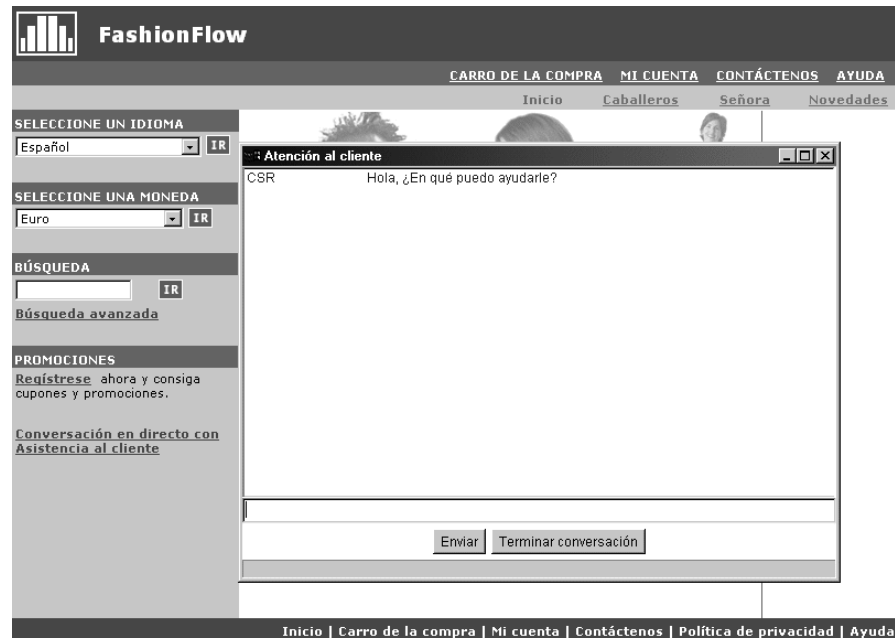 FashionFlow
CARRO DE LA COMPRA MI CUENTA CONTÁCTENOS AYUDA
Inicio Caballeros Señora Novedades
SELECCIONE UN IDIOMA
Español IR
SELECCIONE UNA MONEDA
Euro IR
BÚSQUEDA
IR
Búsqueda avanzada
PROMOCIONES
Regístrese ahora y consiga
cupones y promociones.
Conversación en directo con
Asistencia al cliente
Atención al cliente
CSR Hola, ¿En qué puedo ayudarle?
Enviar Terminar conversación
Inicio | Carro de la compra | Mi cuenta | Contáctenos | Política de privacidad | Ayuda